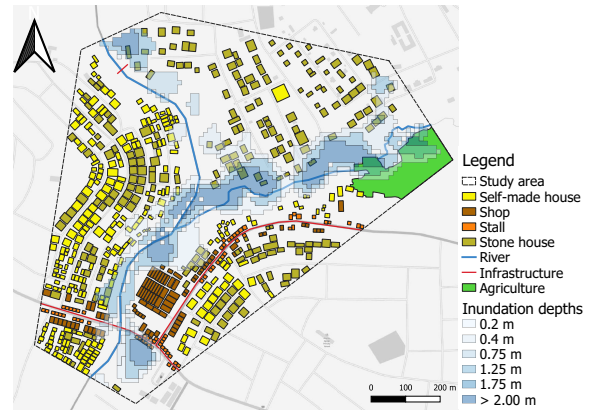 Legend
Study area
Self-made house
Shop
Stall
Stone house
River
Infrastructure
Agriculture
Inundation depths
0.2 m
0.4 m
0.75 m
1.25 m
1.75 m
> 2.00 m
0 100 200 m